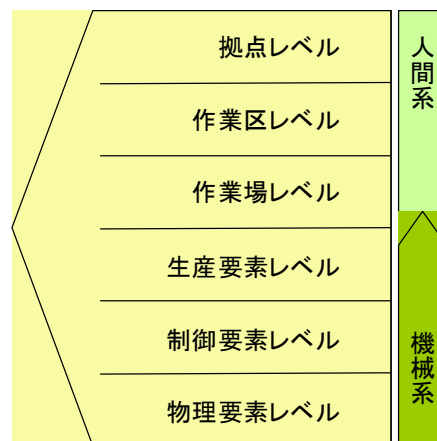 拠点レベル
作業区レベル
作業場レベル
生産要素レベル
制御要素レベル
物理要素レベル
人間系
機械系